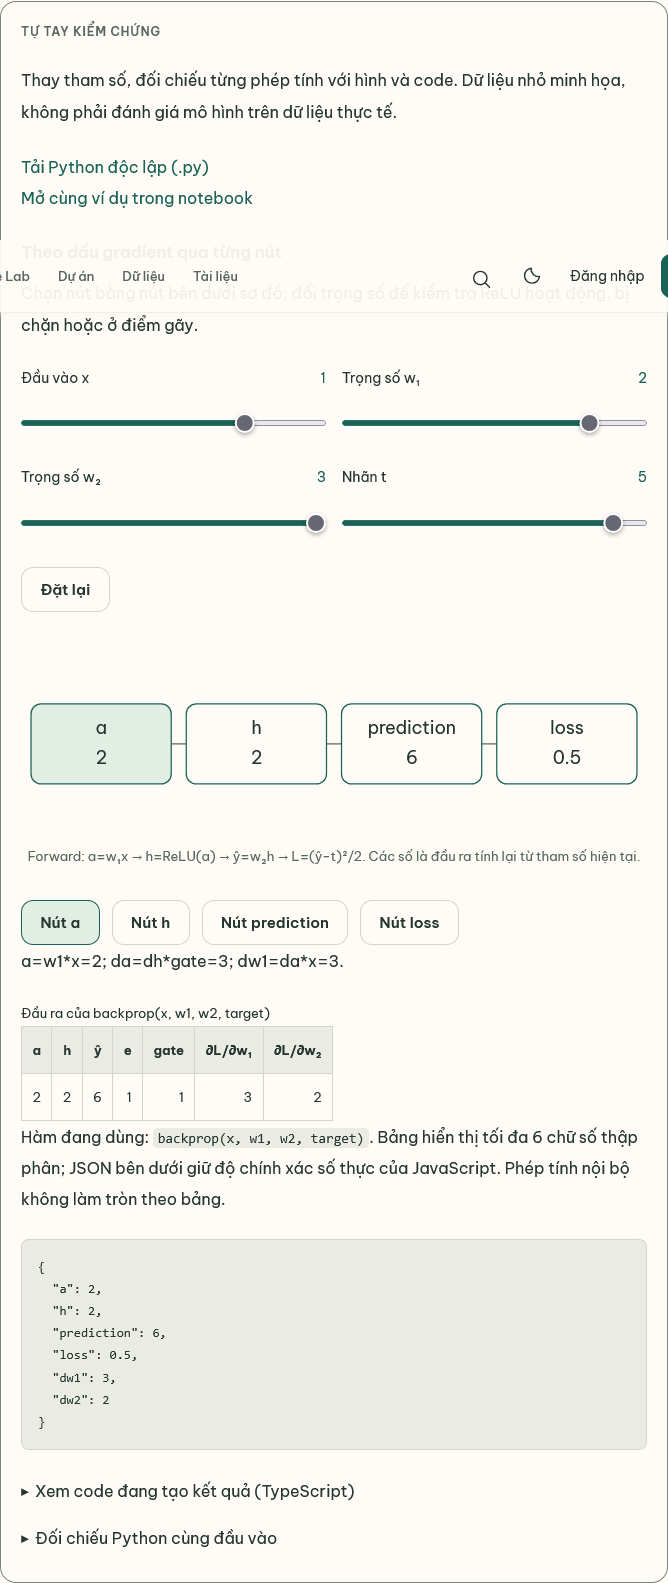 TỰ TAY KIỂM CHỨNG
Thay tham số, đối chiếu từng phép tính với hình và code. Dữ liệu nhỏ minh họa,
không phải đánh giá mô hình trên dữ liệu thực tế.
Tải Python độc lập (.py)
Mở cùng ví dụ trong notebook
Theo dấu gradient qua từng nút
e Lab Dự án Dữ liệu Tài liệu Đăng nhập
Chọn nút bằng nút bên dưới sơ đồ; đổi trọng số để kiểm tra ReLU hoạt động, bị
chặn hoặc ở điểm gãy.
Đầu vào x 1 Trọng số w₁ 2
Trọng số w₂ 3 Nhãn t 5
Đặt lại
a h prediction loss
2 2 6 0.5
Forward: a=w₁x → h=ReLU(a) → ŷ=w₂h → L=(ŷ−t)²/2. Các số là đầu ra tính lại từ tham số hiện tại.
Nút a Nút h Nút prediction Nút loss
a=w1*x=2; da=dh*gate=3; dw1=da*x=3.
Đầu ra của backprop(x, w1, w2, target)
a h ŷ e gate ∂L/∂w₁ ∂L/∂w₂
2 2 6 1 1 3 2
Hàm đang dùng: backprop(x, w1, w2, target). Bảng hiển thị tối đa 6 chữ số thập
phân; JSON bên dưới giữ độ chính xác số thực của JavaScript. Phép tính nội bộ
không làm tròn theo bảng.
{
"a": 2,
"h": 2,
"prediction": 6,
"loss": 0.5,
"dw1": 3,
"dw2": 2
}
▸ Xem code đang tạo kết quả (TypeScript)
▸ Đối chiếu Python cùng đầu vào